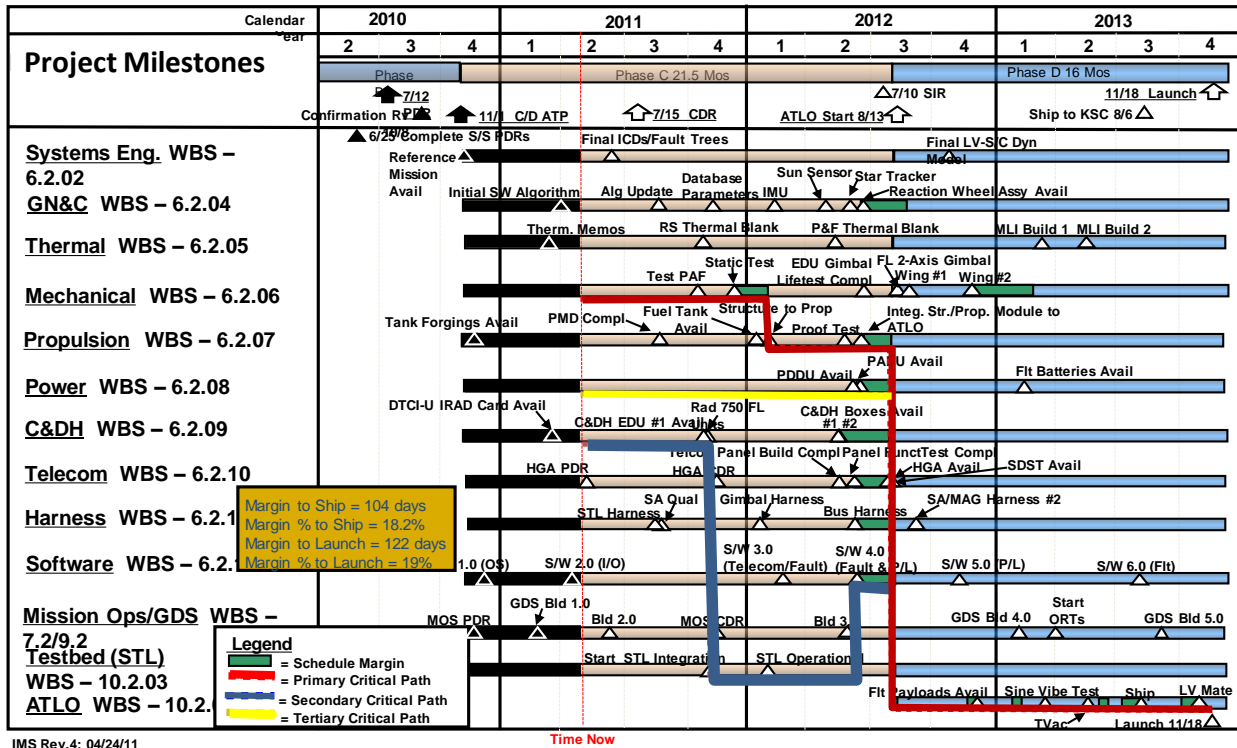 Calendar Year
2010
2011
2012
2013
2 3 4 1 2 3 4 1 2 3 4 1 2 3 4
Project Milestones
Phase
Phase C 21.5 Mos
Phase D 16 Mos
7/12
PDR
7/10 SIR
11/18 Launch
Confirmation Rv
11/1 C/D ATP
7/15 CDR
ATLO Start 8/13
Ship to KSC 8/6
6/25 Complete S/S PDRs
Systems Eng. WBS –
6.2.02
Reference
Mission
Avail
Final ICDs/Fault Trees
Final LV-S/C Dyn
Model
GN&C WBS – 6.2.04
Initial SW Algorithm
Alg Update
Database
Parameters
IMU
Sun Sensor
Star Tracker
Reaction Wheel Assy Avail
Thermal WBS – 6.2.05
Therm. Memos
RS Thermal Blank
P&F Thermal Blank
MLI Build 1
MLI Build 2
Mechanical WBS – 6.2.06
Test PAF
Static Test
EDU Gimbal
Lifetest Compl
FL 2-Axis Gimbal
Wing #1
Wing #2
Propulsion WBS – 6.2.07
Tank Forgings Avail
PMD Compl
Fuel Tank
Avail
Structure to Prop
Proof Test
Integ. Str./Prop. Module to
ATLO
Power WBS – 6.2.08
PDDU Avail
Avail
Flt Batteries Avail
C&DH WBS – 6.2.09
DTCI-U IRAD Card Avail
C&DH EDU #1 Avail
Rad 750 FL
Units
C&DH Boxes Avail
#1 #2
Telecom WBS – 6.2.10
HGA PDR
HGA CDR
Telcom Panel Build Compl
Panel FunctTest Compl
HGA Avail
SDST Avail
Harness WBS – 6.2.1
STL Harness
SA Qual
Gimbal Harness
Bus Harness
SA/MAG Harness #2
Margin to Ship = 104 days
Margin % to Ship = 18.2%
Margin to Launch = 122 days
Margin % to Launch = 19%
Software WBS – 6.2.
1.0 (OS)
S/W 2.0 (I/O)
S/W 3.0
(Telecom/Fault)
S/W 4.0
(Fault & P/L)
S/W 5.0 (P/L)
S/W 6.0 (Flt)
Mission Ops/GDS WBS –
7.2/9.2
MOS PDR
GDS Bld 1.0
Bld 2.0
MOS CDR
Bld 3.
GDS Bld 4.0
Start
ORTs
GDS Bld 5.0
Testbed (STL)
WBS – 10.2.03
Start STL Integration
STL Operational
ATLO WBS – 10.2.
Flt Payloads Avail
Sine Vibe Test
TVac
Ship
LV Mate
Launch 11/18
Legend
= Schedule Margin
= Primary Critical Path
= Secondary Critical Path
= Tertiary Critical Path
Time Now
IMS Rev.4: 04/24/11